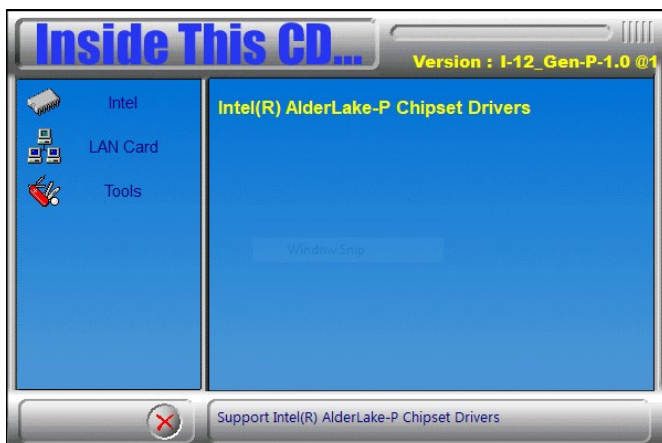 Inside This CD...
Version : I-12_Gen-P-1.0 @1
Intel
Intel(R) AlderLake-P Chipset Drivers
LAN Card
Tools
Window Snip
Support Intel(R) AlderLake-P Chipset Drivers